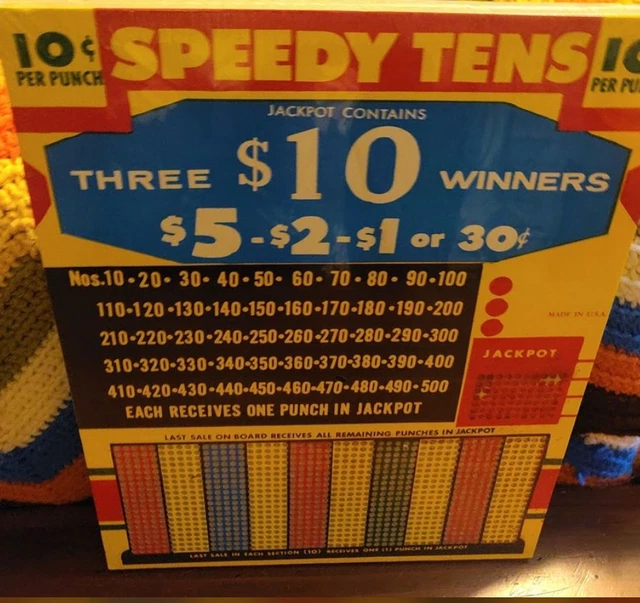 10¢ PER PUNCH
SPEEDY TENS
10
PER PU
JACKPOT CONTAINS
THREE $10 WINNERS
$5-$2-$1 or 30¢
Nos.10•20•30•40•50•60•70•80•90•100
110•120•130•140•150•160•170•180•190•200
210•220•230•240•250•260•270•280•290•300
310•320•330•340•350•360•370•380•390•400
410•420•430•440•450•460•470•480•490•500
EACH RECEIVES ONE PUNCH IN JACKPOT
MADE IN U.S.A.
JACKPOT
LAST SALE ON BOARD RECEIVES ALL REMAINING PUNCHES IN JACKPOT
LAST SALE IN EACH SECTION (10) RECEIVES ONE (1) PUNCH IN JACKPOT